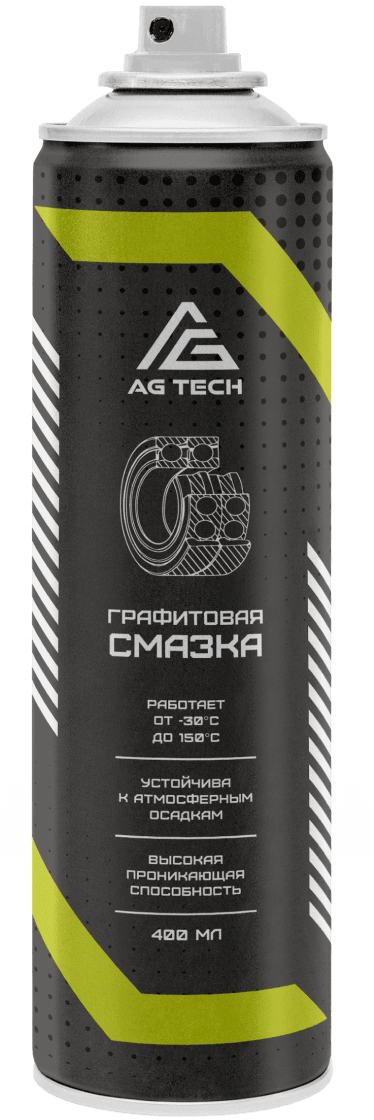 AG TECH
ГРАФИТОВАЯ
СМАЗКА
РАБОТАЕТ
ОТ -30°C
ДО 150°C
УСТОЙЧИВА
К АТМОСФЕРНЫМ
ОСАДКАМ
ВЫСОКАЯ
ПРОНИКАЮЩАЯ
СПОСОБНОСТЬ
400 МЛ